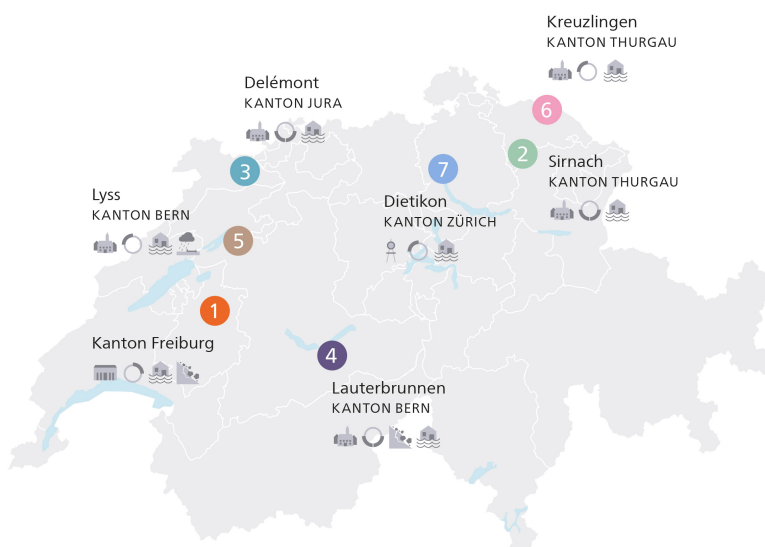 Kreuzlingen
KANTON THURGAU
6
Delémont
KANTON JURA
3
2
Sirnach
KANTON THURGAU
7
Dietikon
KANTON ZÜRICH
Lyss
KANTON BERN
5
1
Kanton Freiburg
4
Lauterbrunnen
KANTON BERN